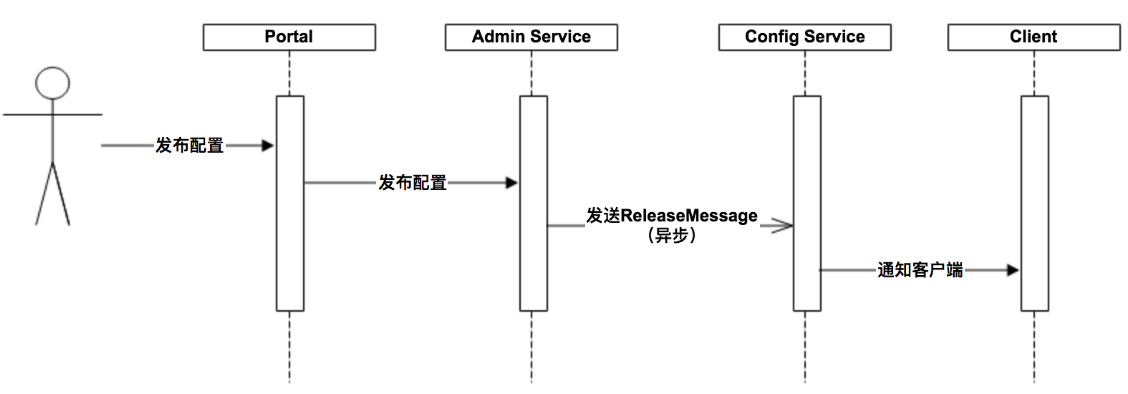 Portal
Admin Service
Config Service
Client
发布配置
发布配置
发送ReleaseMessage
（异步）
通知客户端